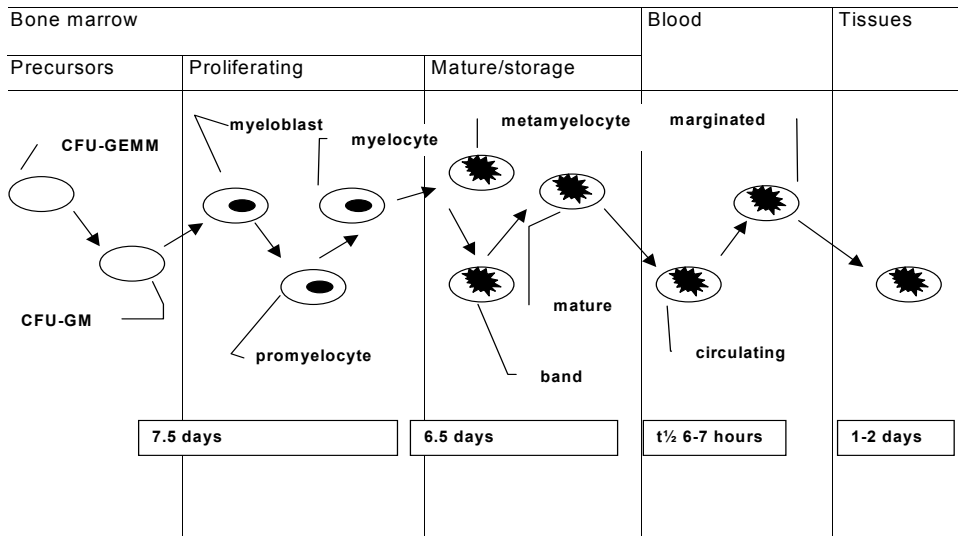 Bone marrow
Blood
Tissues
Precursors
Proliferating
Mature/storage
CFU-GEMM
myeloblast
myelocyte
metamyelocyte
marginated
CFU-GM
promyelocyte
mature
band
circulating
7.5 days
6.5 days
t½ 6-7 hours
1-2 days